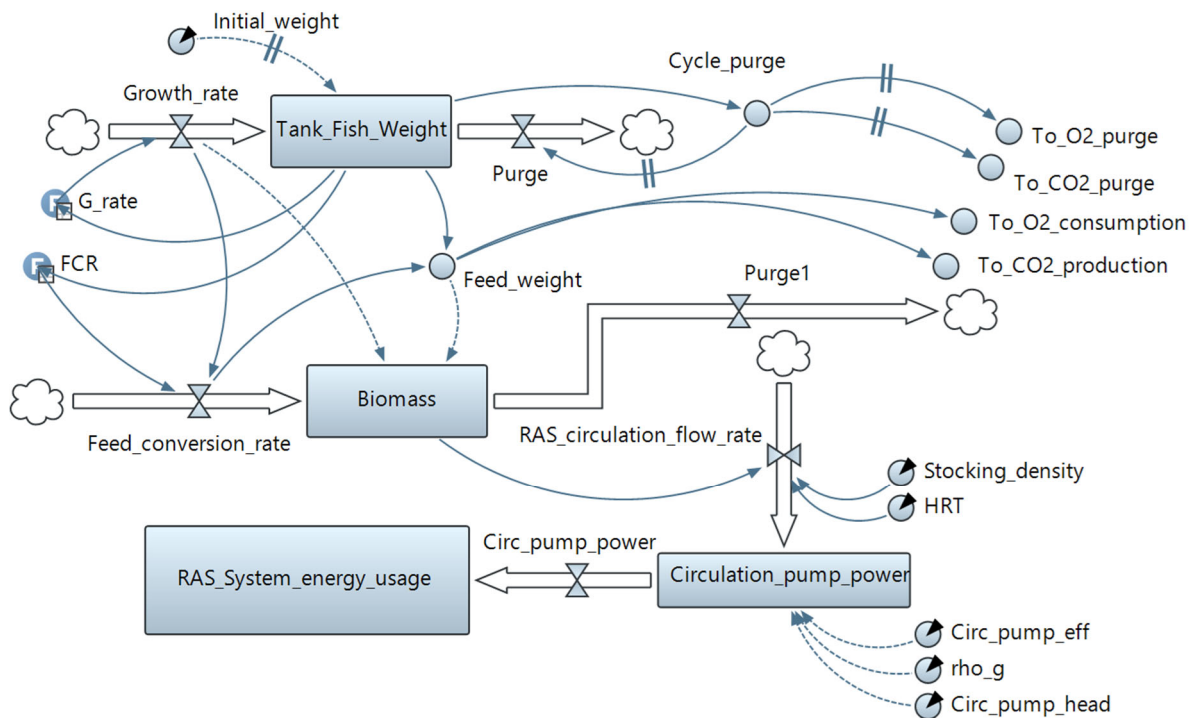 Initial_weight
Cycle_purge
Growth_rate
Tank_Fish_Weight
To_O2_purge
Purge
To_CO2_purge
G_rate
To_O2_consumption
FCR
Feed_weight
To_CO2_production
Purge1
Biomass
Feed_conversion_rate
RAS_circulation_flow_rate
Stocking_density
HRT
Circ_pump_power
RAS_System_energy_usage
Circulation_pump_power
Circ_pump_eff
rho_g
Circ_pump_head